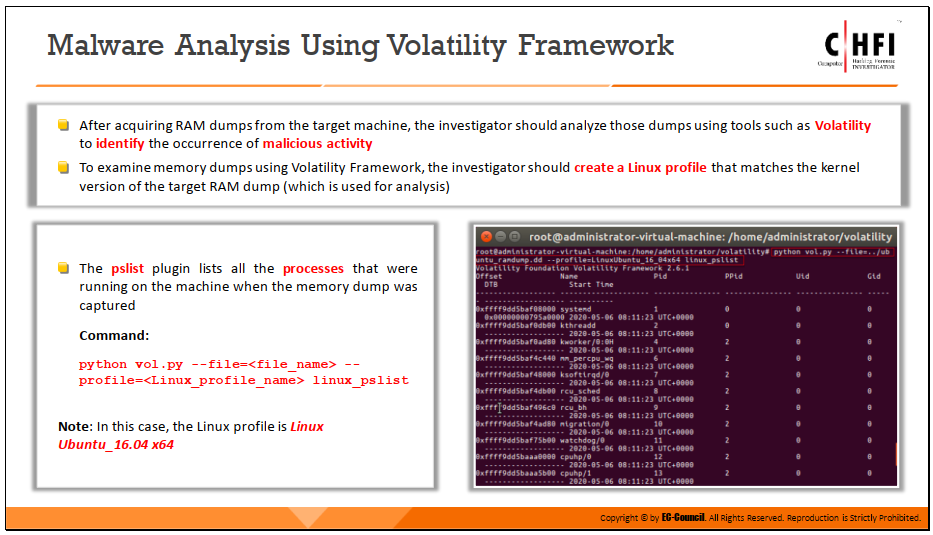 Malware Analysis Using Volatility Framework
CHFI
Computer Hacking Forensic
INVESTIGATOR
After acquiring RAM dumps from the target machine, the investigator should analyze those dumps using tools such as Volatility
to identify the occurrence of malicious activity
To examine memory dumps using Volatility Framework, the investigator should create a Linux profile that matches the kernel
version of the target RAM dump (which is used for analysis)
The pslist plugin lists all the processes that were
running on the machine when the memory dump was
captured
Command:
python vol.py --file=<file_name> --
profile=<Linux_profile_name> linux_pslist
Note: In this case, the Linux profile is Linux
Ubuntu_16.04 x64
root@administrator-virtual-machine: /home/administrator/volatility
root@administrator-virtual-machine:/home/administrator/volatility# python vol.py --file=../ub
untu_ramdump.dd --profile=LinuxUbuntu_16_04x64 linux_pslist
Volatility Foundation Volatility Framework 2.6.1
Offset Name Pid PPid Uid Gid
DTB Start Time
0xffff9dd5baf08000 systemd 1 0 0 0
0x00000000795a0000 2020-05-06 08:11:23 UTC+0000
0xffff9dd5baf0db00 kthreadd 2 0 0 0
------------------ 2020-05-06 08:11:23 UTC+0000
0xffff9dd5baf0ad80 kworker/0:0H 4 2 0 0
------------------ 2020-05-06 08:11:23 UTC+0000
0xffff9dd5baf4c440 mm_percpu_wq 6 2 0 0
------------------ 2020-05-06 08:11:23 UTC+0000
0xffff9dd5baf48000 ksoftirqd/0 7 2 0 0
------------------ 2020-05-06 08:11:23 UTC+0000
0xffff9dd5baf4db00 rcu_sched 8 2 0 0
------------------ 2020-05-06 08:11:23 UTC+0000
0xffff9dd5baf496c0 rcu_bh 9 2 0 0
------------------ 2020-05-06 08:11:23 UTC+0000
0xffff9dd5baf4ad80 migration/0 10 2 0 0
------------------ 2020-05-06 08:11:23 UTC+0000
0xffff9dd5baf75b00 watchdog/0 11 2 0 0
------------------ 2020-05-06 08:11:23 UTC+0000
0xffff9dd5baaa0000 cpuhp/0 12 2 0 0
------------------ 2020-05-06 08:11:23 UTC+0000
0xffff9dd5baaa5b00 cpuhp/1 13 2 0 0
------------------ 2020-05-06 08:11:23 UTC+0000
Copyright © by EC-Council. All Rights Reserved. Reproduction is Strictly Prohibited.